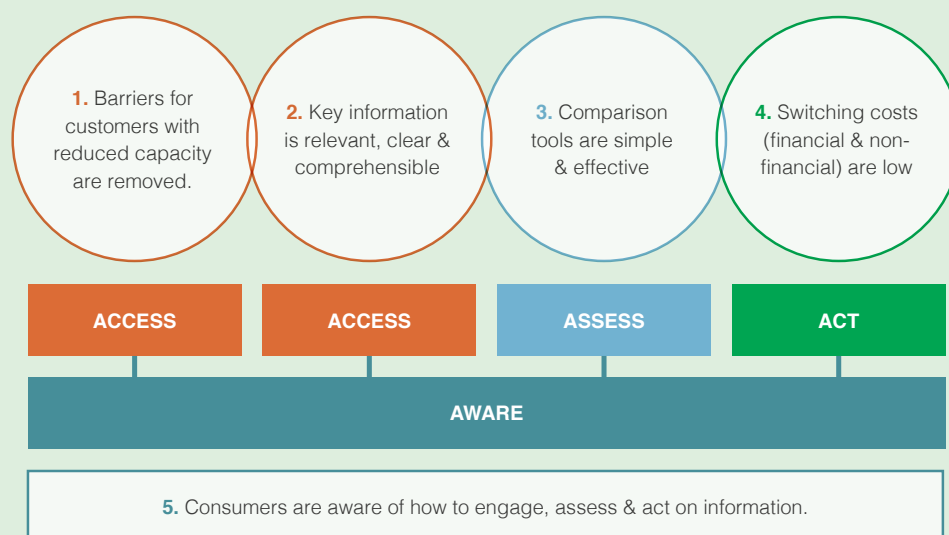 1. Barriers for
customers with
reduced capacity
are removed.
2. Key information
is relevant, clear &
comprehensible
3. Comparison
tools are simple
& effective
4. Switching costs
(financial & non-
financial) are low
ACCESS
ACCESS
ASSESS
ACT
AWARE
5. Consumers are aware of how to engage, assess & act on information.